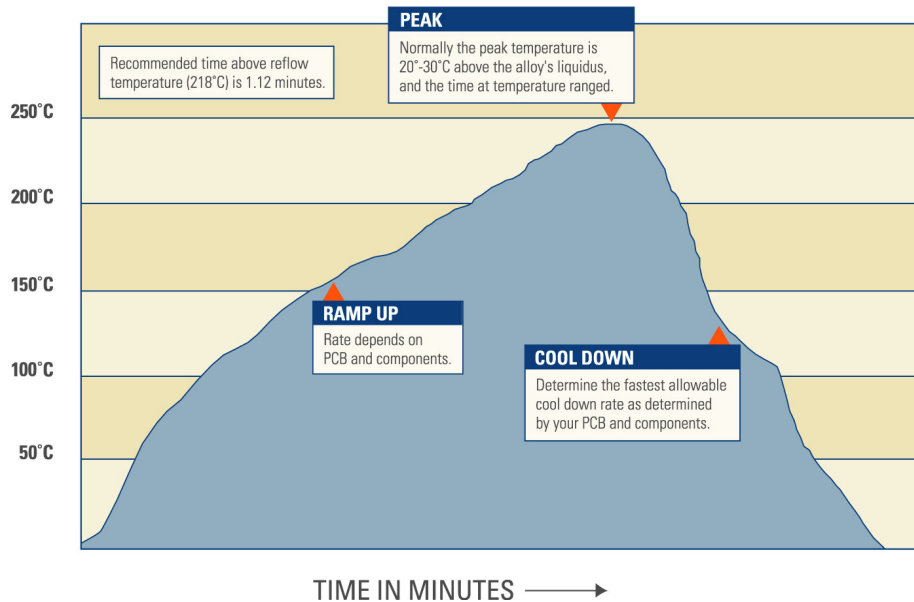 PEAK
Normally the peak temperature is
20˚-30˚C above the alloy's liquidus,
and the time at temperature ranged.
Recommended time above reflow
temperature (218˚C) is 1.12 minutes.
250˚C
200˚C
150˚C
100˚C
50˚C
RAMP UP
Rate depends on
PCB and components.
COOL DOWN
Determine the fastest allowable
cool down rate as determined
by your PCB and components.
TIME IN MINUTES